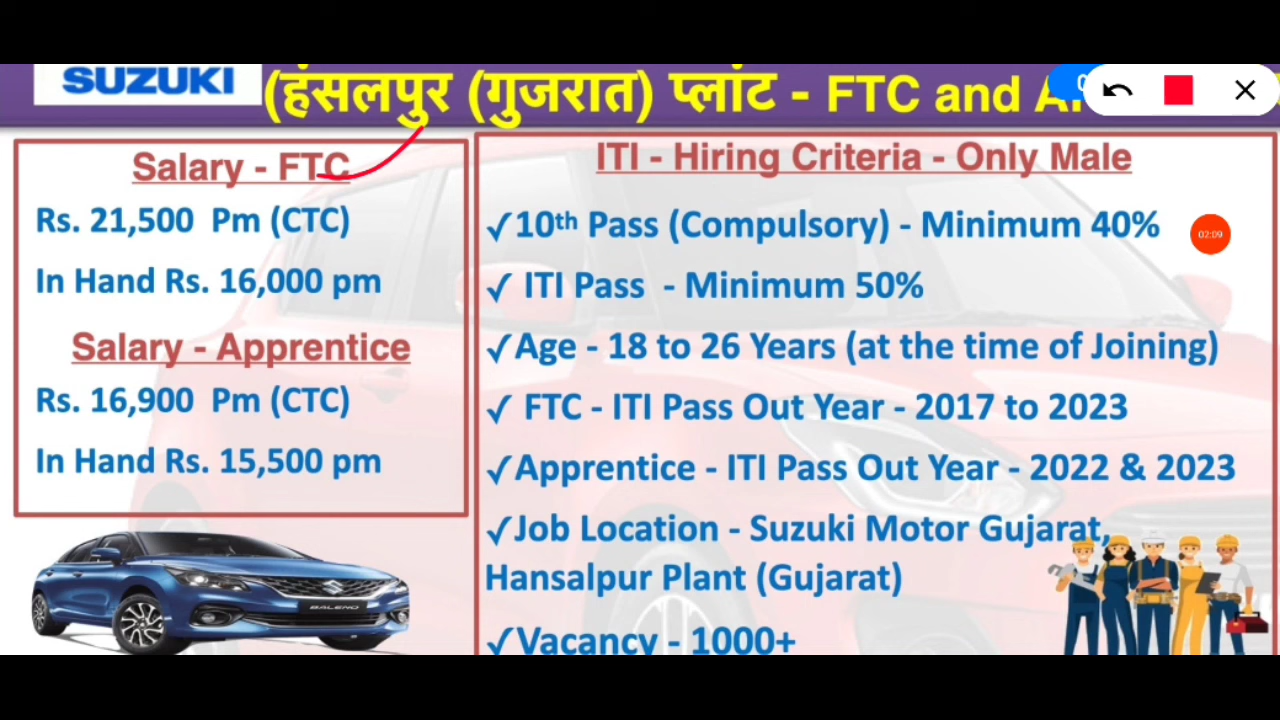 SUZUKI
(हंसलपुर (गुजरात) प्लांट - FTC and
Salary - FTC
Rs. 21,500 Pm (CTC)
In Hand Rs. 16,000 pm
Salary - Apprentice
Rs. 16,900 Pm (CTC)
In Hand Rs. 15,500 pm
BALENO
ITI - Hiring Criteria - Only Male
✓10th Pass (Compulsory) - Minimum 40%
✓ ITI Pass - Minimum 50%
✓Age - 18 to 26 Years (at the time of Joining)
✓ FTC - ITI Pass Out Year - 2017 to 2023
✓Apprentice - ITI Pass Out Year - 2022 & 2023
✓Job Location - Suzuki Motor Gujarat,
Hansalpur Plant (Gujarat)
✓Vacancy - 1000+
02:09